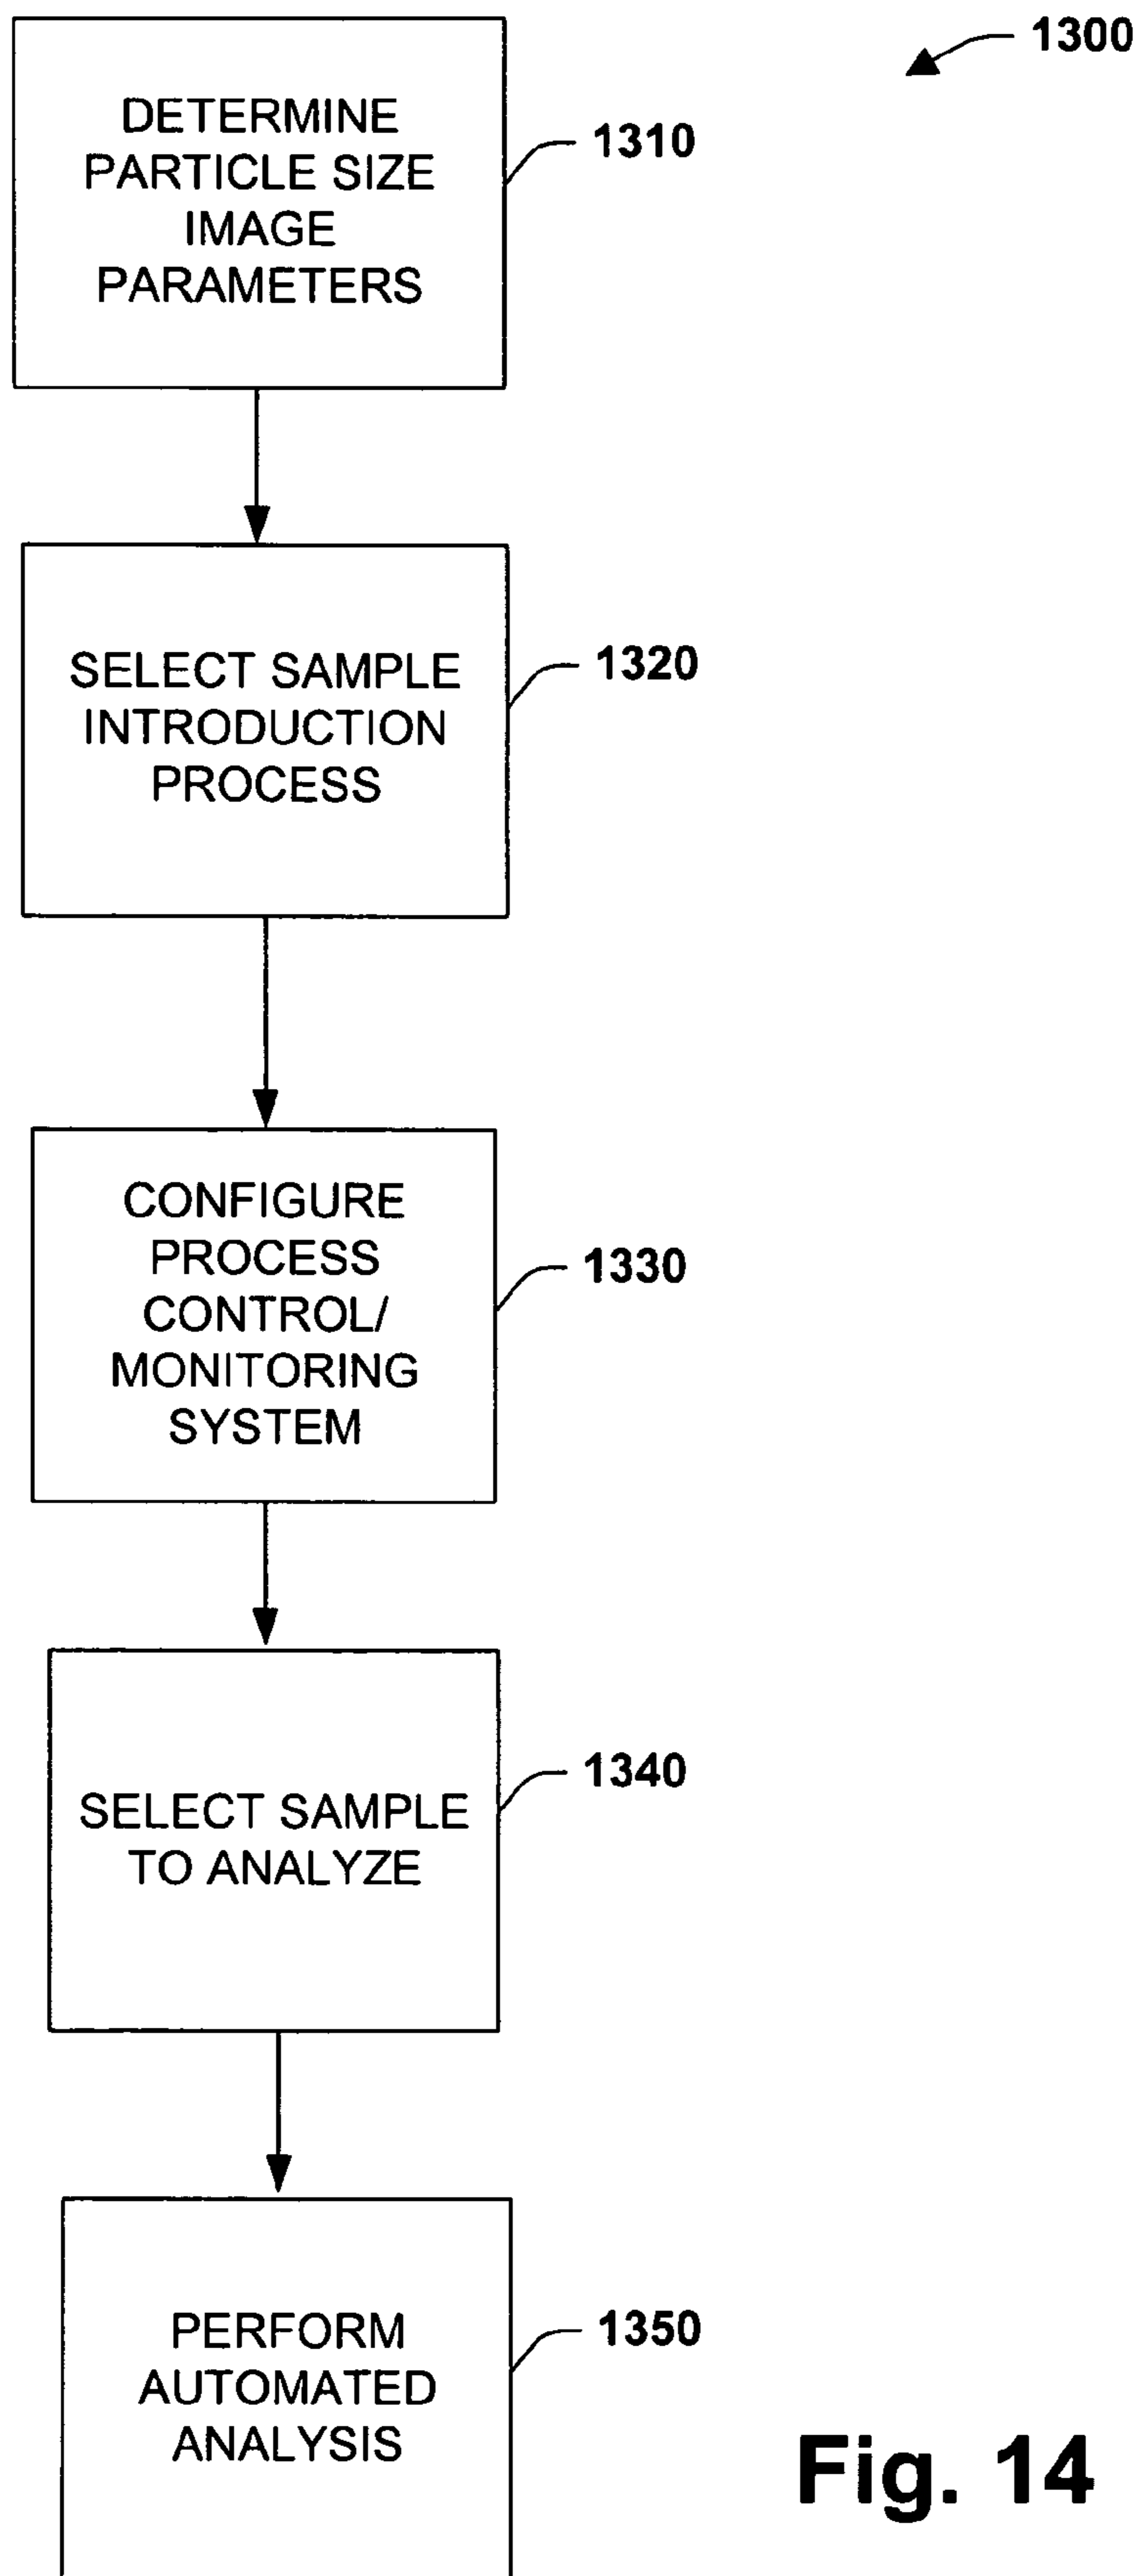 1300
DETERMINE
PARTICLE SIZE
IMAGE
PARAMETERS
1310
SELECT SAMPLE
INTRODUCTION
PROCESS
1320
CONFIGURE
PROCESS
CONTROL/
MONITORING
SYSTEM
1330
SELECT SAMPLE
TO ANALYZE
1340
PERFORM
AUTOMATED
ANALYSIS
1350
Fig. 14